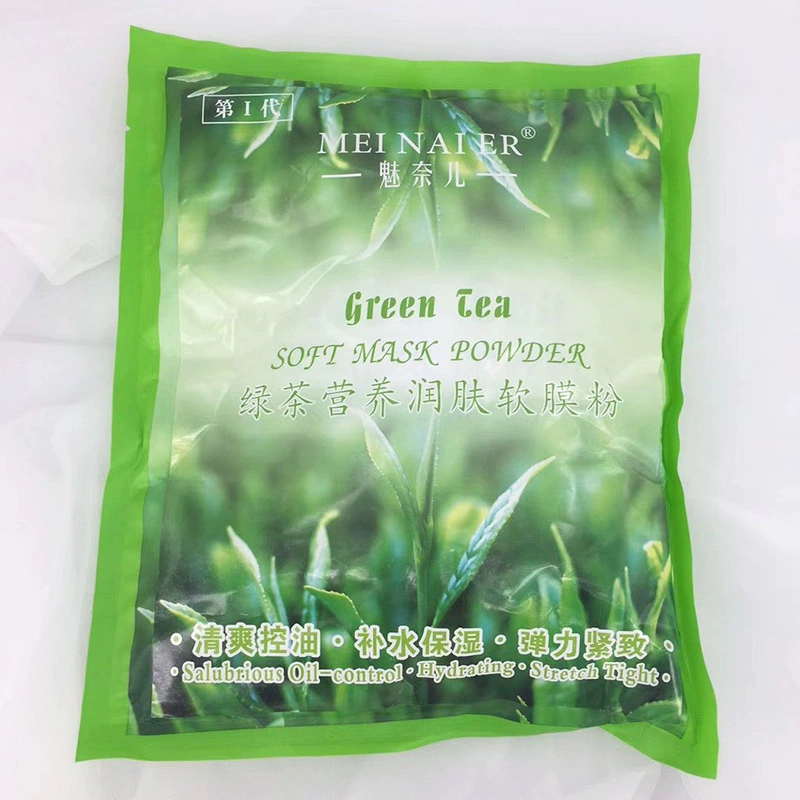 第 I 代
MEI NAI ER®
魅奈儿
Green Tea
SOFT MASK POWDER
绿茶营养润肤软膜粉
·清爽控油·补水保湿·弹力紧致·
·Salubrious Oil-control·Hydrating·Stretch Tight·